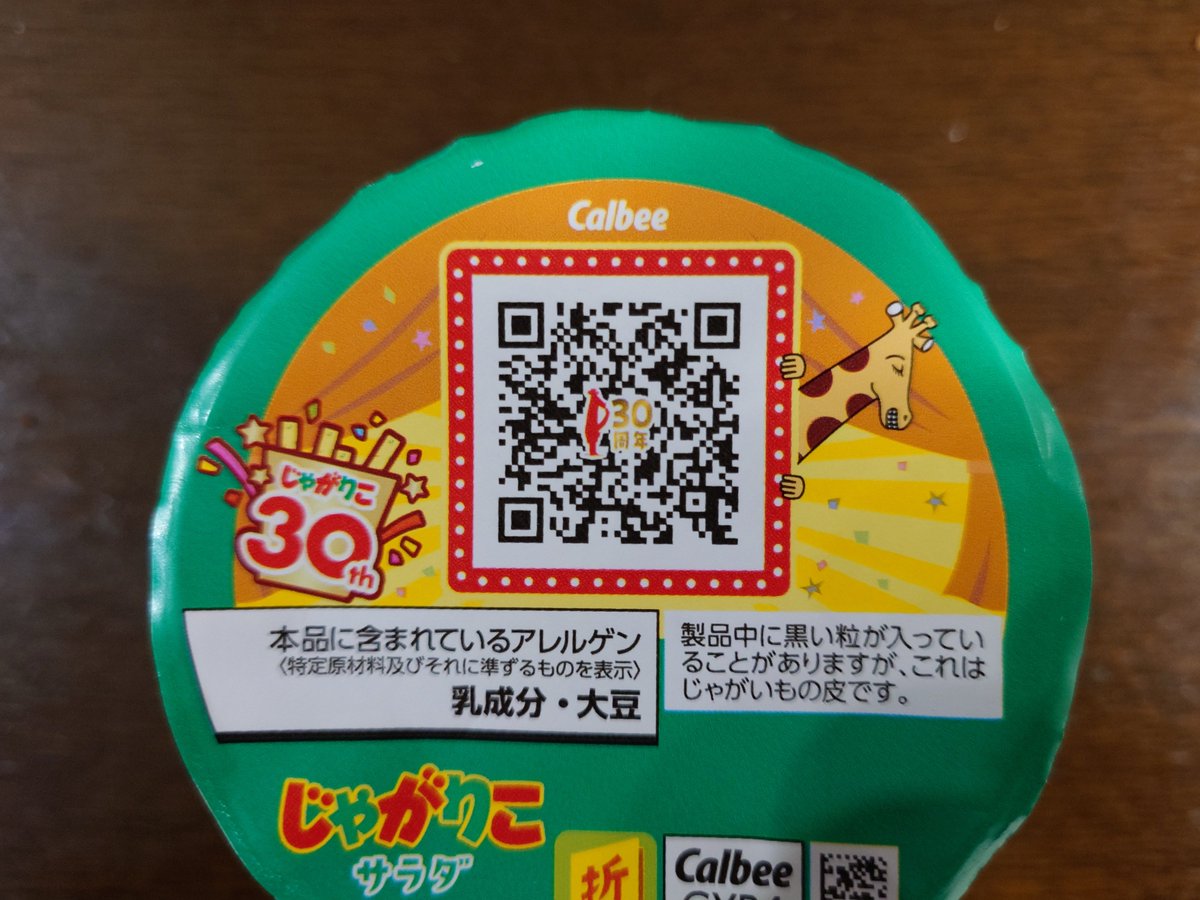 Calbee
30
周年
じゃがりこ
30th
本品に含まれているアレルゲン
〈特定原材料及びそれに準ずるものを表示〉
乳成分・大豆
製品中に黒い粒が入ってい
ることがありますが、これは
じゃがいもの皮です。
じゃがりこ
サラダ
折
Calbee